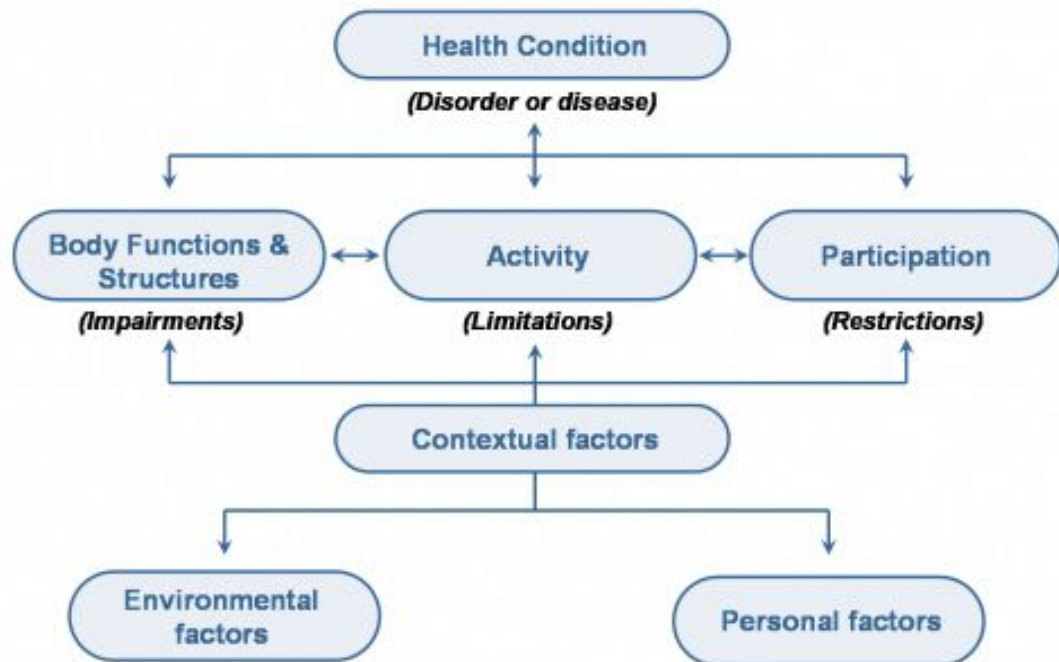 Health Condition
(Disorder or disease)
Body Functions &
Structures
Activity
Participation
(Impairments)
(Limitations)
(Restrictions)
Contextual factors
Environmental
factors
Personal factors